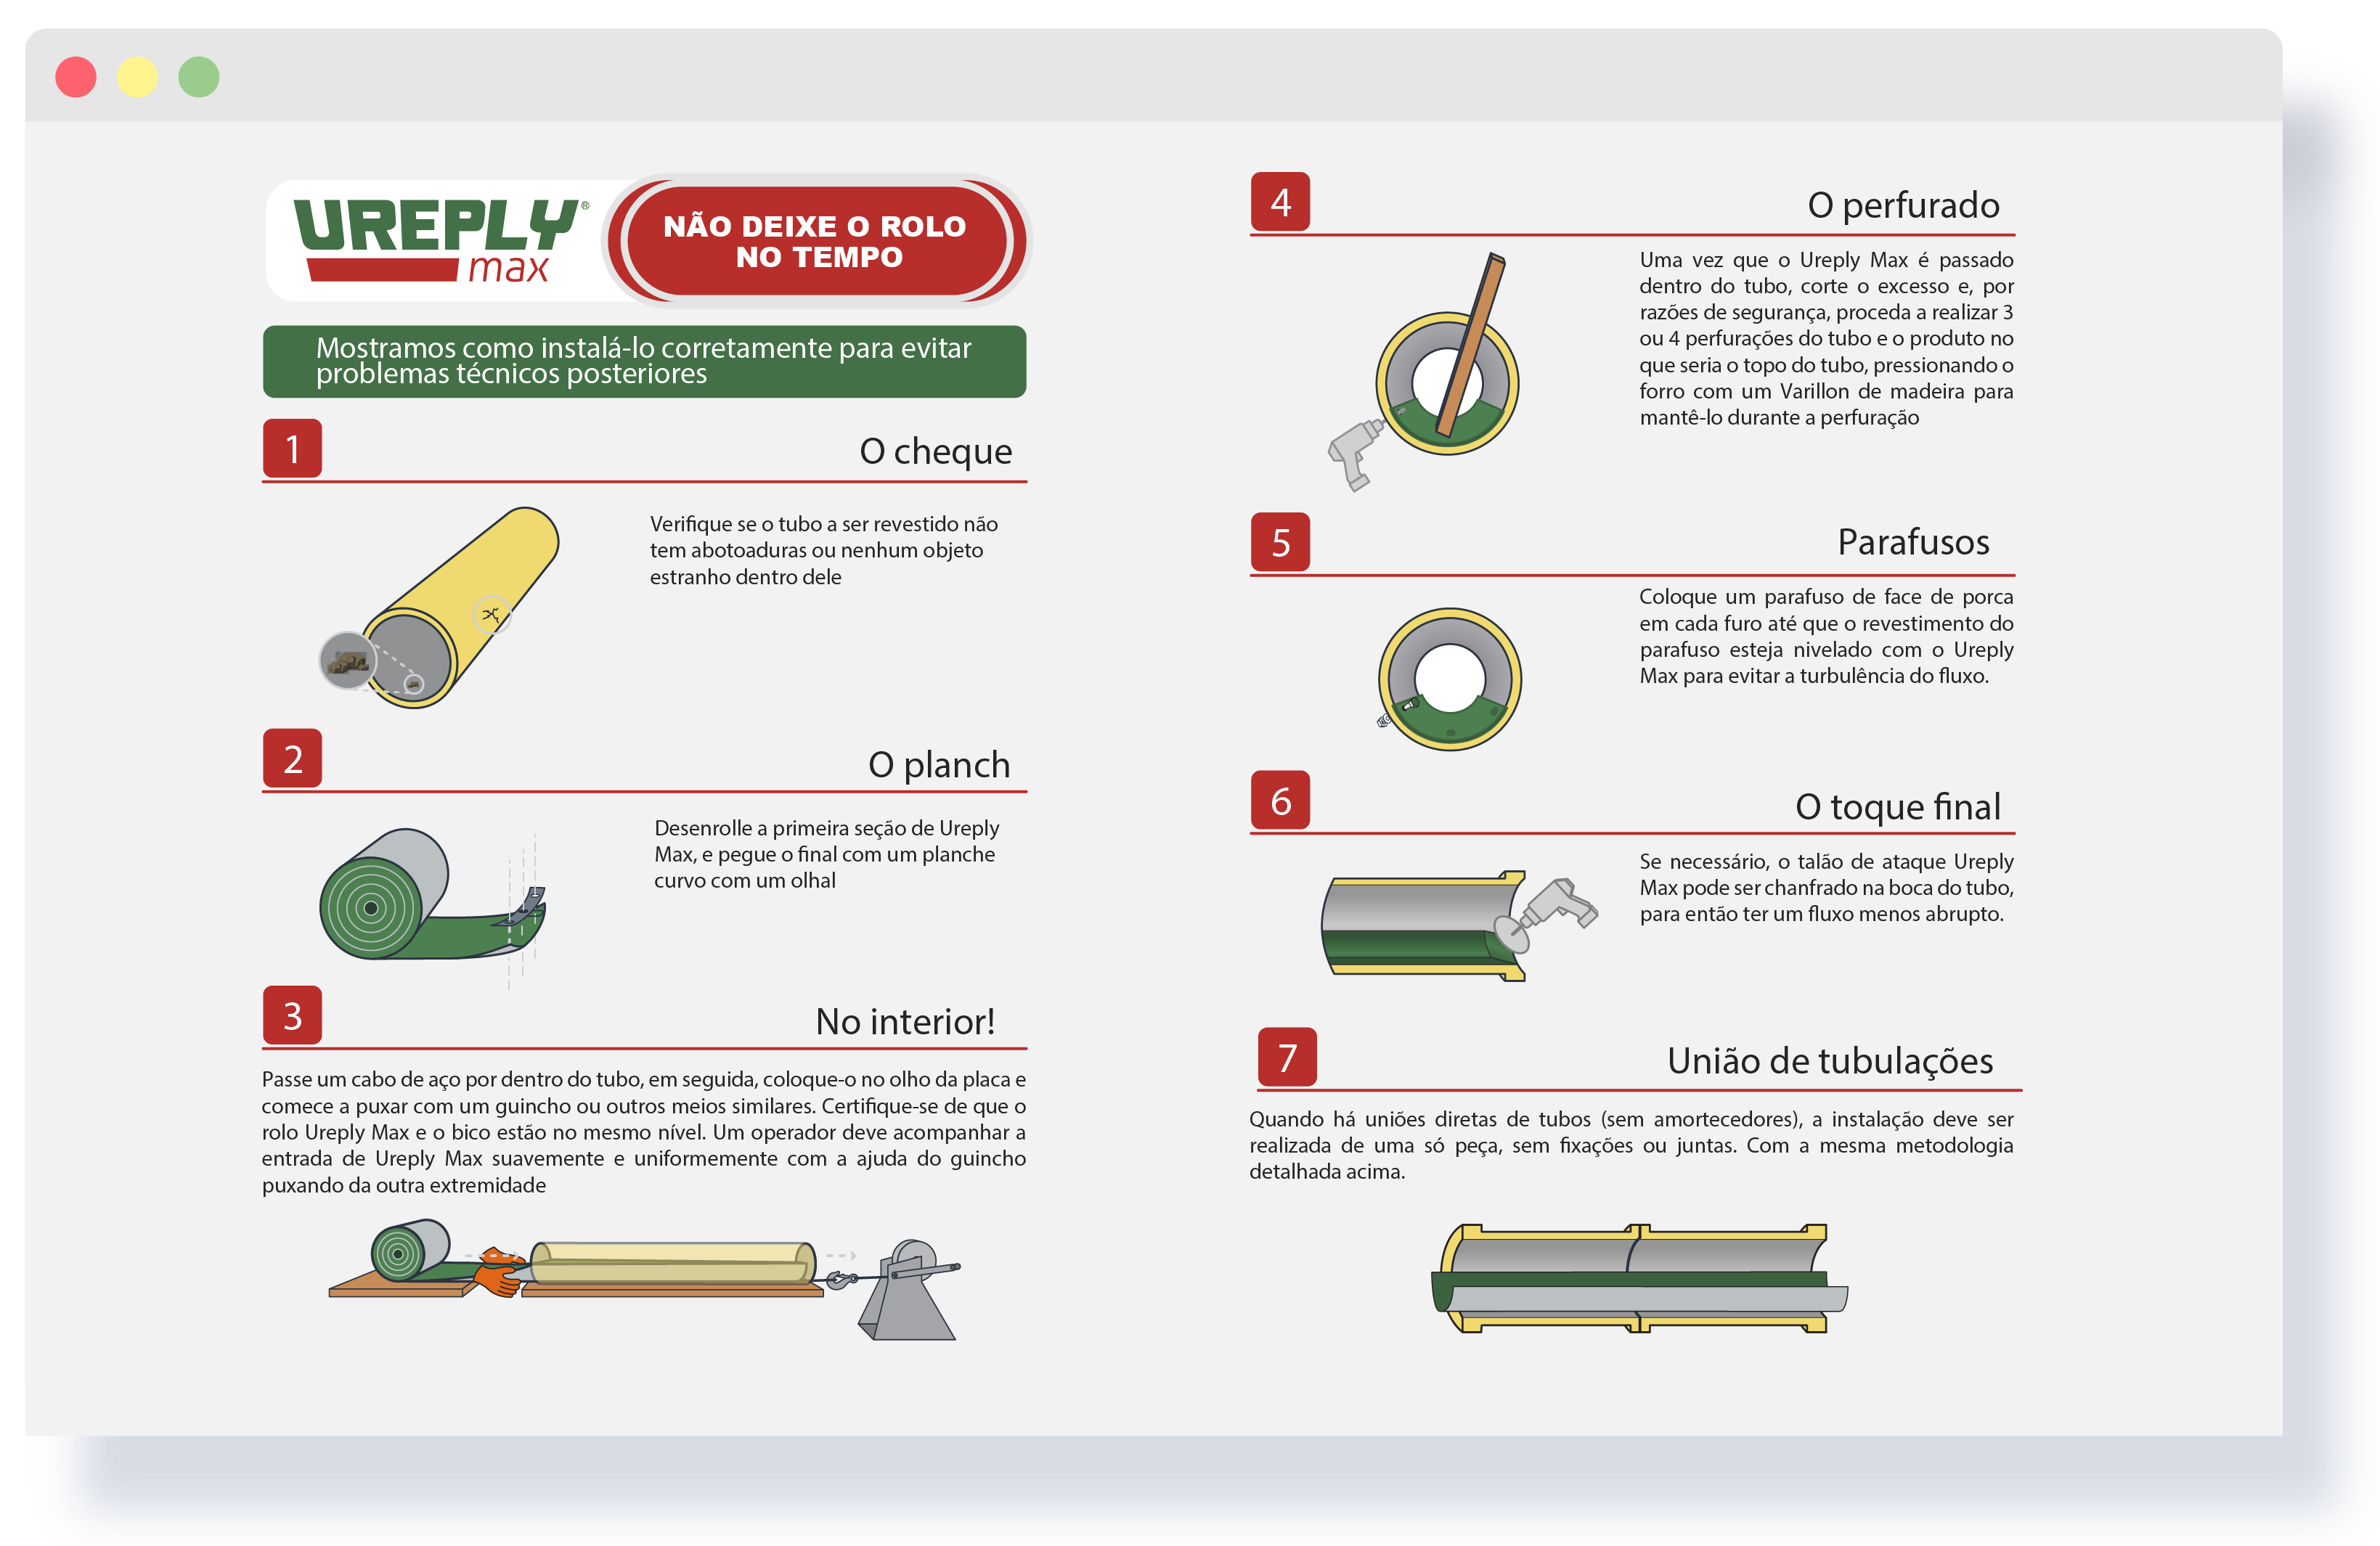 UREPLY®
max
NÃO DEIXE O ROLO
NO TEMPO
Mostramos como instalá-lo corretamente para evitar
problemas técnicos posteriores
1
O cheque
Verifique se o tubo a ser revestido não
tem abotoaduras ou nenhum objeto
estranho dentro dele
2
O planch
Desenrolle a primeira seção de Ureply
Max, e pegue o final com um planche
curvo com um olhal
3
No interior!
Passe um cabo de aço por dentro do tubo, em seguida, coloque-o no olho da placa e
comece a puxar com um guincho ou outros meios similares. Certifique-se de que o
rolo Ureply Max e o bico estão no mesmo nível. Um operador deve acompanhar a
entrada de Ureply Max suavemente e uniformemente com a ajuda do guincho
puxando da outra extremidade
4
O perfurado
Uma vez que o Ureply Max é passado
dentro do tubo, corte o excesso e, por
razões de segurança, proceda a realizar 3
ou 4 perfurações do tubo e o produto no
que seria o topo do tubo, pressionando o
forro com um Varillon de madeira para
mantê-lo durante a perfuração
5
Parafusos
Coloque um parafuso de face de porca
em cada furo até que o revestimento do
parafuso esteja nivelado com o Ureply
Max para evitar a turbulência do fluxo.
6
O toque final
Se necessário, o talão de ataque Ureply
Max pode ser chanfrado na boca do tubo,
para então ter um fluxo menos abrupto.
7
União de tubulações
Quando há uniões diretas de tubos (sem amortecedores), a instalação deve ser
realizada de uma só peça, sem fixações ou juntas. Com a mesma metodologia
detalhada acima.